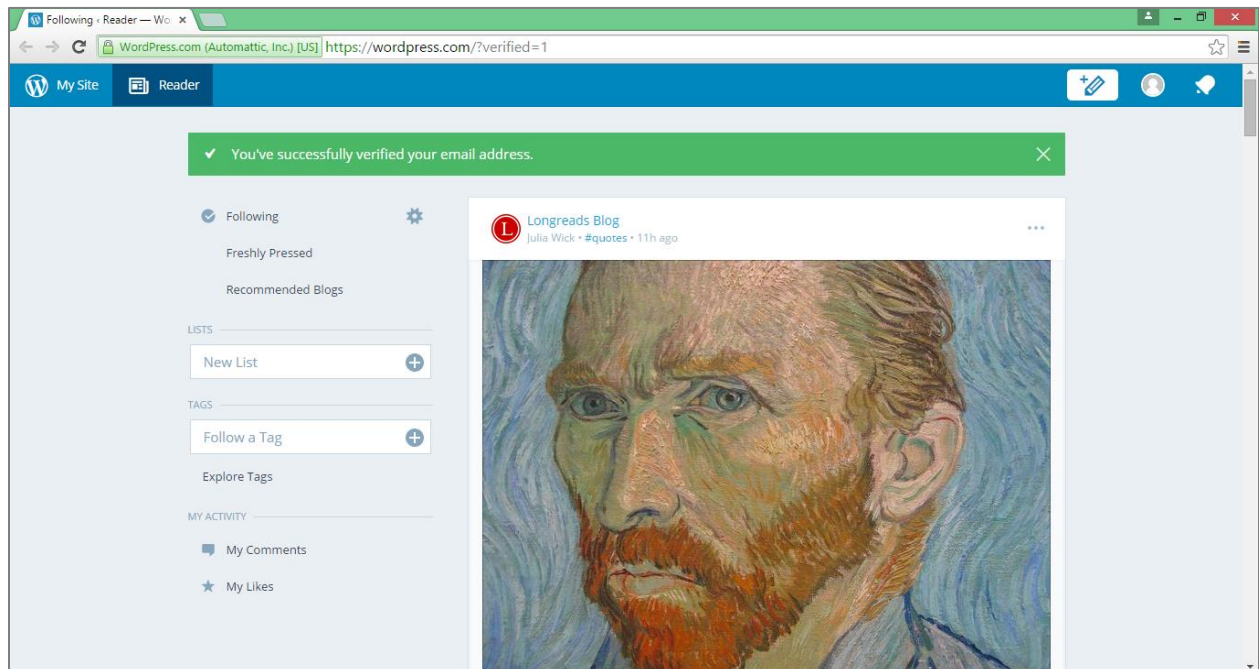 Following ‹ Reader — Wo
WordPress.com (Automattic, Inc.) [US] https://wordpress.com/?verified=1
My Site Reader
You've successfully verified your email address.
Following
Freshly Pressed
Recommended Blogs
LISTS
New List
TAGS
Follow a Tag
Explore Tags
MY ACTIVITY
My Comments
My Likes
L
Longreads Blog
Julia Wick • #quotes • 11h ago